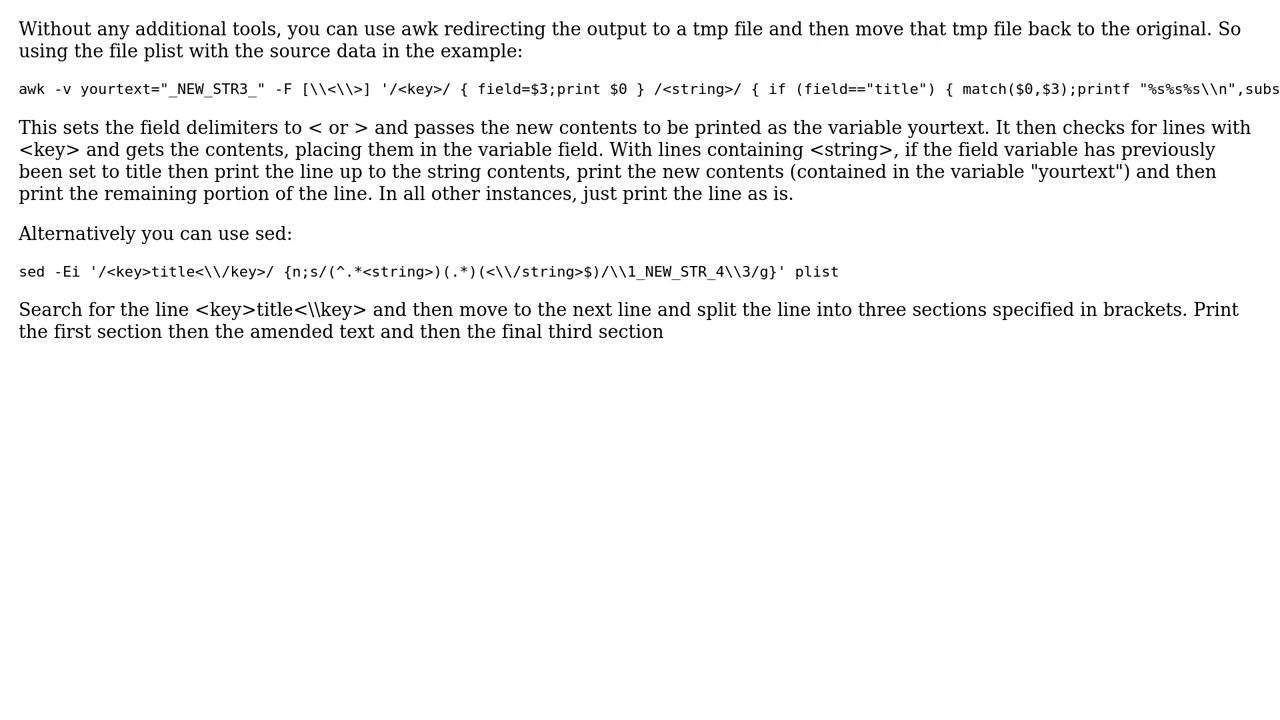 Without any additional tools, you can use awk redirecting the output to a tmp file and then move that tmp file back to the original. So
using the file plist with the source data in the example:
awk -v yourtext="_NEW_STR3_" -F [\\<\\>] '/<key>/ { field=$3;print $0 } /<string>/ { if (field=="title") { match($0,$3);printf "%s%s%s\\n",subs
This sets the field delimiters to < or > and passes the new contents to be printed as the variable yourtext. It then checks for lines with
<key> and gets the contents, placing them in the variable field. With lines containing <string>, if the field variable has previously
been set to title then print the line up to the string contents, print the new contents (contained in the variable "yourtext") and then
print the remaining portion of the line. In all other instances, just print the line as is.
Alternatively you can use sed:
sed -Ei '/<key>title<\\/key>/ {n;s/(^.*<string>)(.*)(<\\/string>$)/\\1_NEW_STR_4\\3/g}' plist
Search for the line <key>title<\\key> and then move to the next line and split the line into three sections specified in brackets. Print
the first section then the amended text and then the final third section